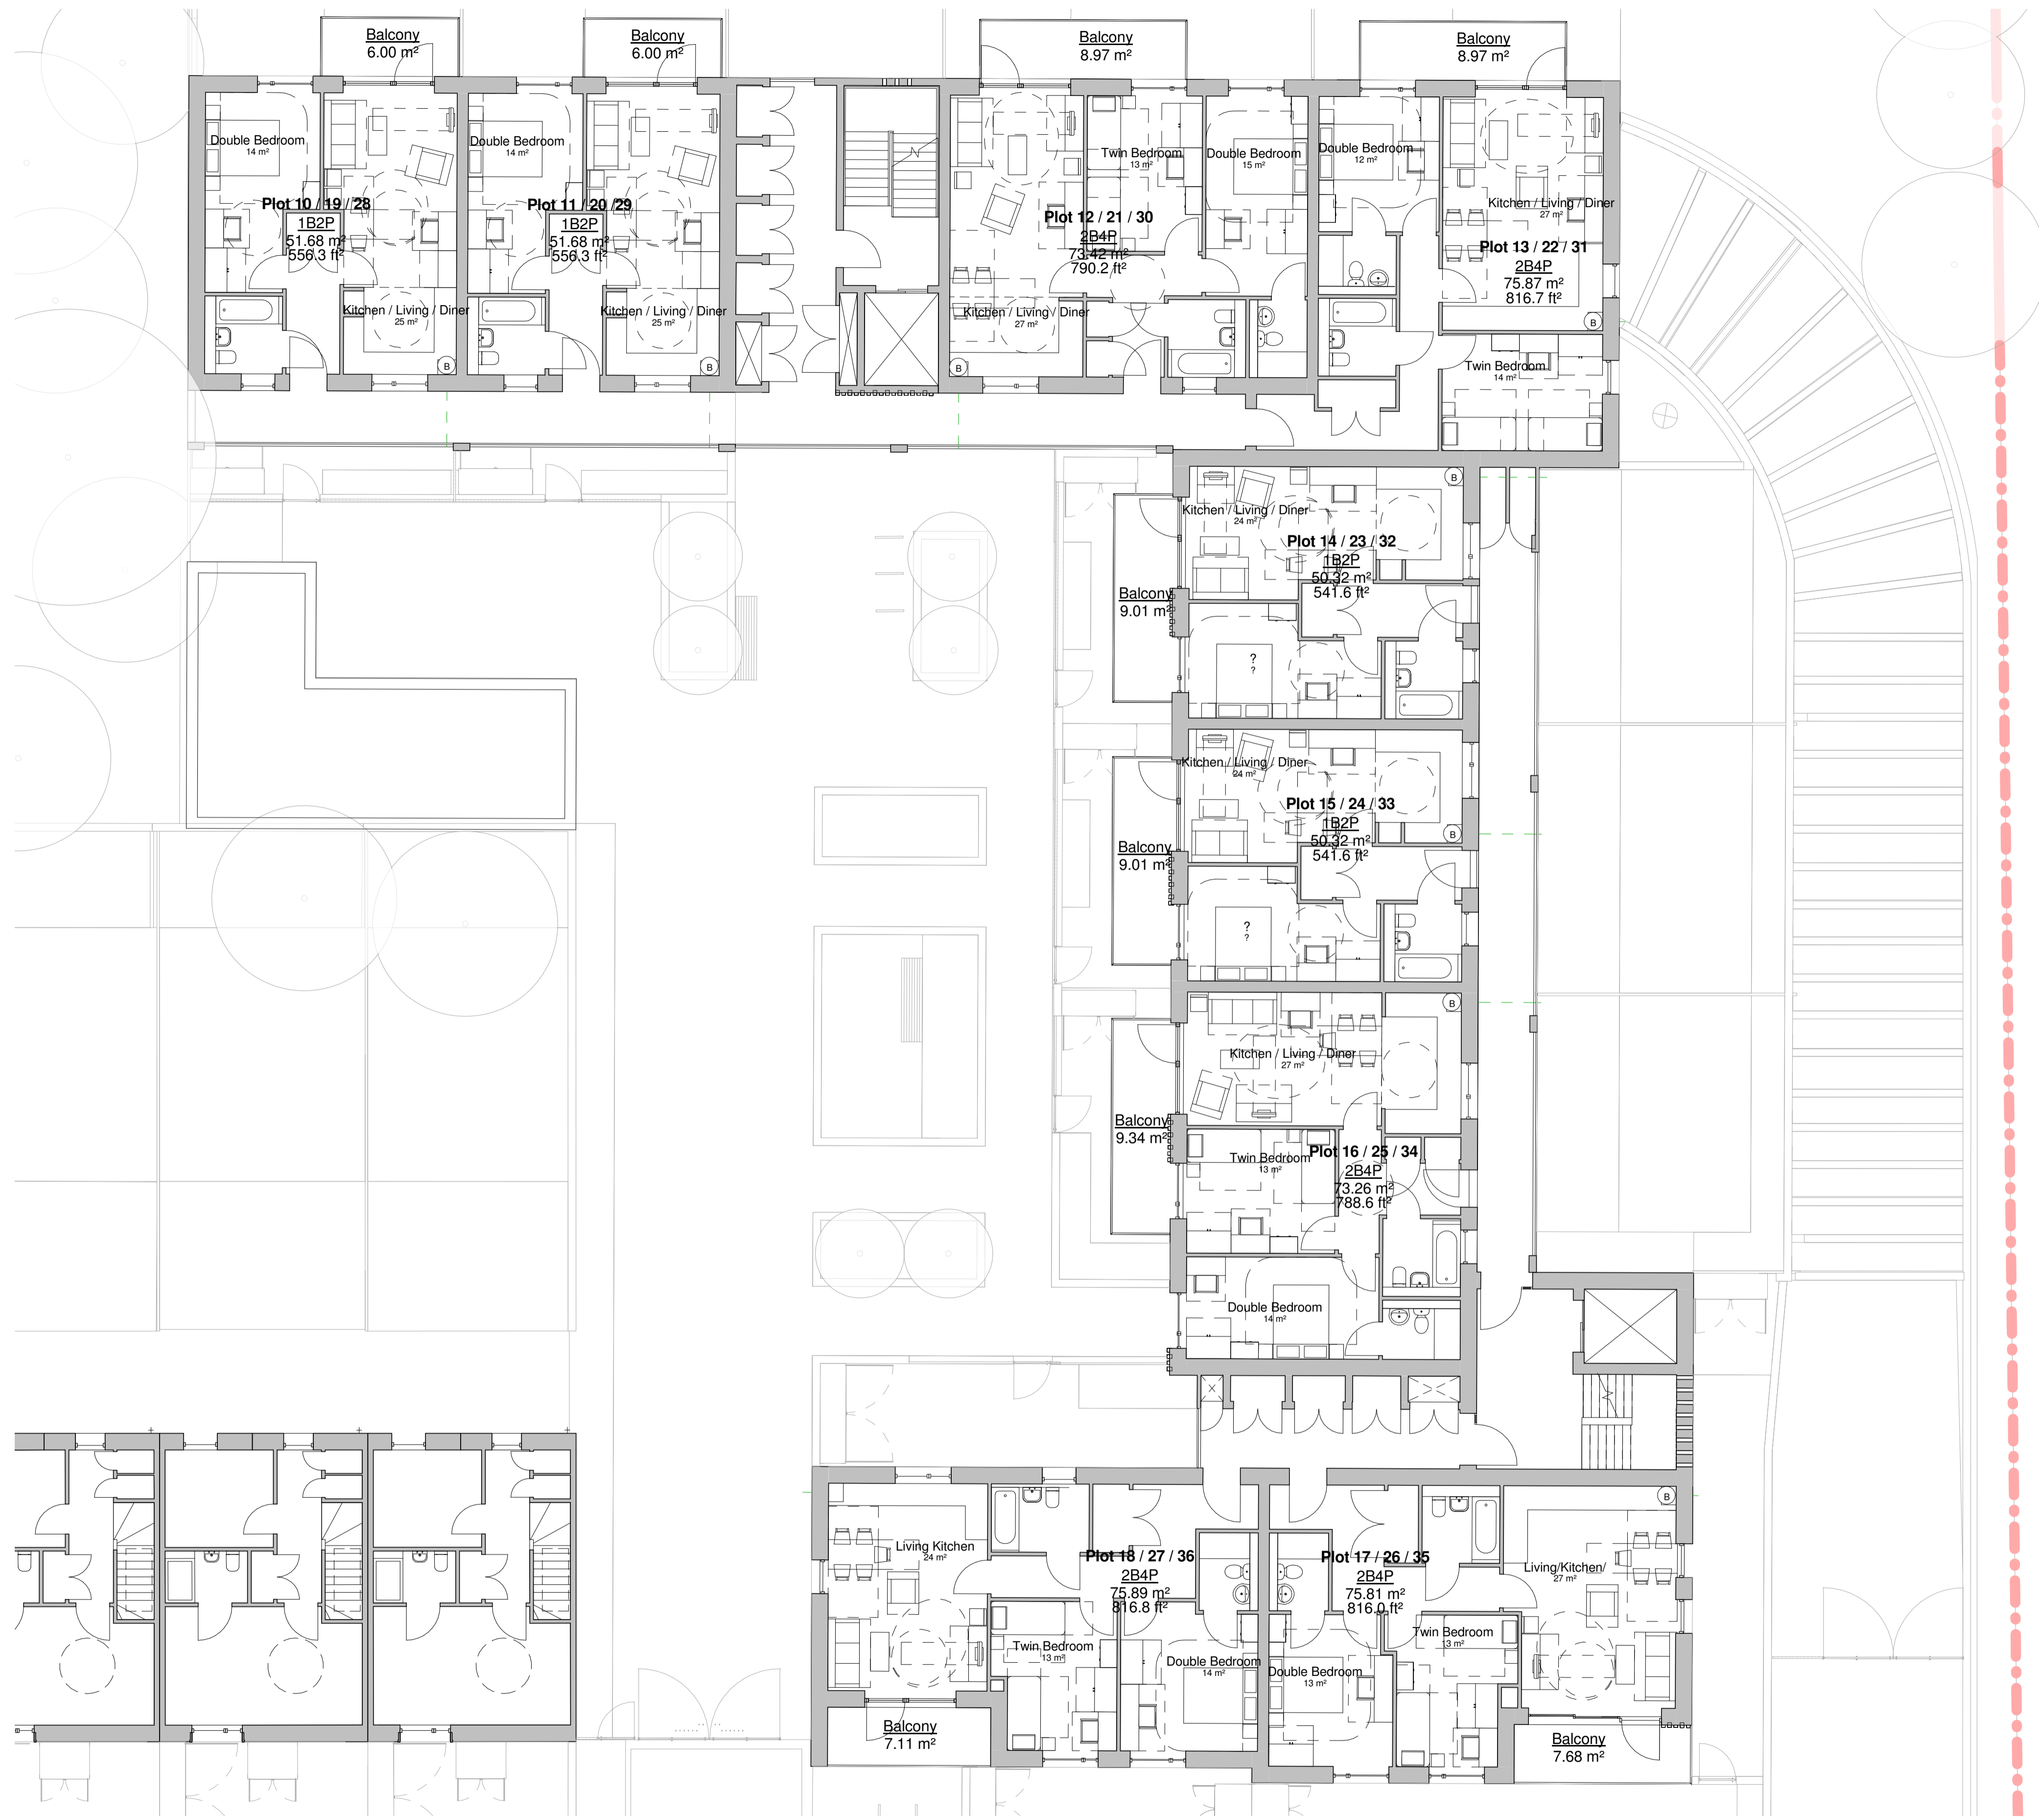 Balcony
6.00 m²
Balcony
6.00 m²
Balcony
8.97 m²
Balcony
8.97 m²
Double Bedroom
14 m²
Plot 10 / 19 / 28
1B2P
51.68 m²
556.3 ft²
Kitchen / Living / Diner
25 m²
B
Double Bedroom
14 m²
Plot 11 / 20 /29
1B2P
51.68 m²
556.3 ft²
Kitchen / Living / Diner
25 m²
B
Twin Bedroom
13 m²
Double Bedroom
15 m²
Plot 12 / 21 / 30
2B4P
73.42 m²
790.2 ft²
Kitchen / Living / Diner
27 m²
B
Double Bedroom
12 m²
Kitchen / Living / Diner
27 m²
Plot 13 / 22 / 31
2B4P
75.87 m²
816.7 ft²
B
Twin Bedroom
14 m²
B
Kitchen / Living / Diner
24 m²
Plot 14 / 23 / 32
1B2P
50.32 m²
541.6 ft²
Balcony
9.01 m²
?
?
Kitchen / Living / Diner
24 m²
Plot 15 / 24 / 33
1B2P
50.32 m²
541.6 ft²
B
Balcony
9.01 m²
?
?
B
Kitchen / Living / Diner
27 m²
Balcony
9.34 m²
Twin Bedroom
13 m²
Plot 16 / 25 / 34
2B4P
73.26 m²
788.6 ft²
Double Bedroom
14 m²
B
Living Kitchen
24 m²
Plot 18 / 27 / 36
2B4P
75.89 m²
816.8 ft²
Plot 17 / 26 / 35
2B4P
75.81 m²
816.0 ft²
Living/Kitchen/
27 m²
Twin Bedroom
13 m²
Double Bedroom
14 m²
Double Bedroom
13 m²
Twin Bedroom
13 m²
Balcony
7.11 m²
Balcony
7.68 m²